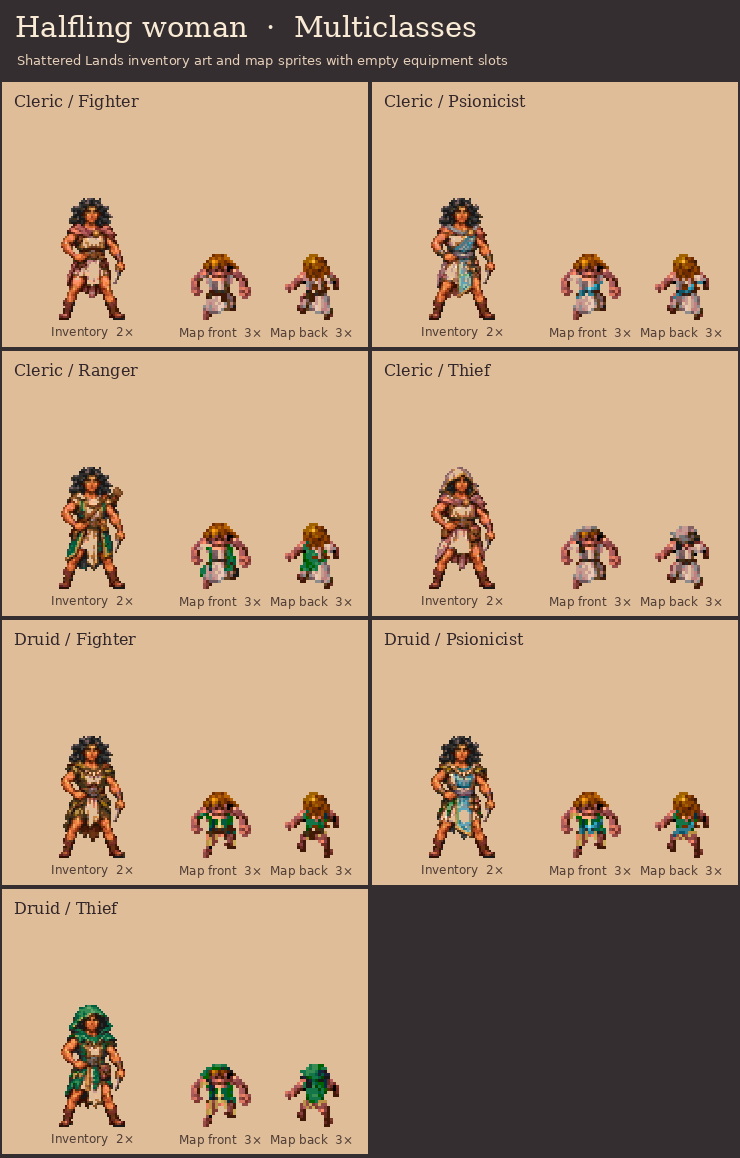 Halfling woman · Multiclasses
Shattered Lands inventory art and map sprites with empty equipment slots
Cleric / Fighter
Inventory 2×
Map front 3×
Map back 3×
Cleric / Psionicist
Inventory 2×
Map front 3×
Map back 3×
Cleric / Ranger
Inventory 2×
Map front 3×
Map back 3×
Cleric / Thief
Inventory 2×
Map front 3×
Map back 3×
Druid / Fighter
Inventory 2×
Map front 3×
Map back 3×
Druid / Psionicist
Inventory 2×
Map front 3×
Map back 3×
Druid / Thief
Inventory 2×
Map front 3×
Map back 3×